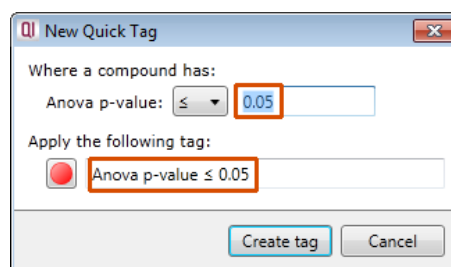 QI New Quick Tag
Where a compound has:
Anova p-value: ≤ 0.05
Apply the following tag:
Anova p-value ≤ 0.05
Create tag Cancel